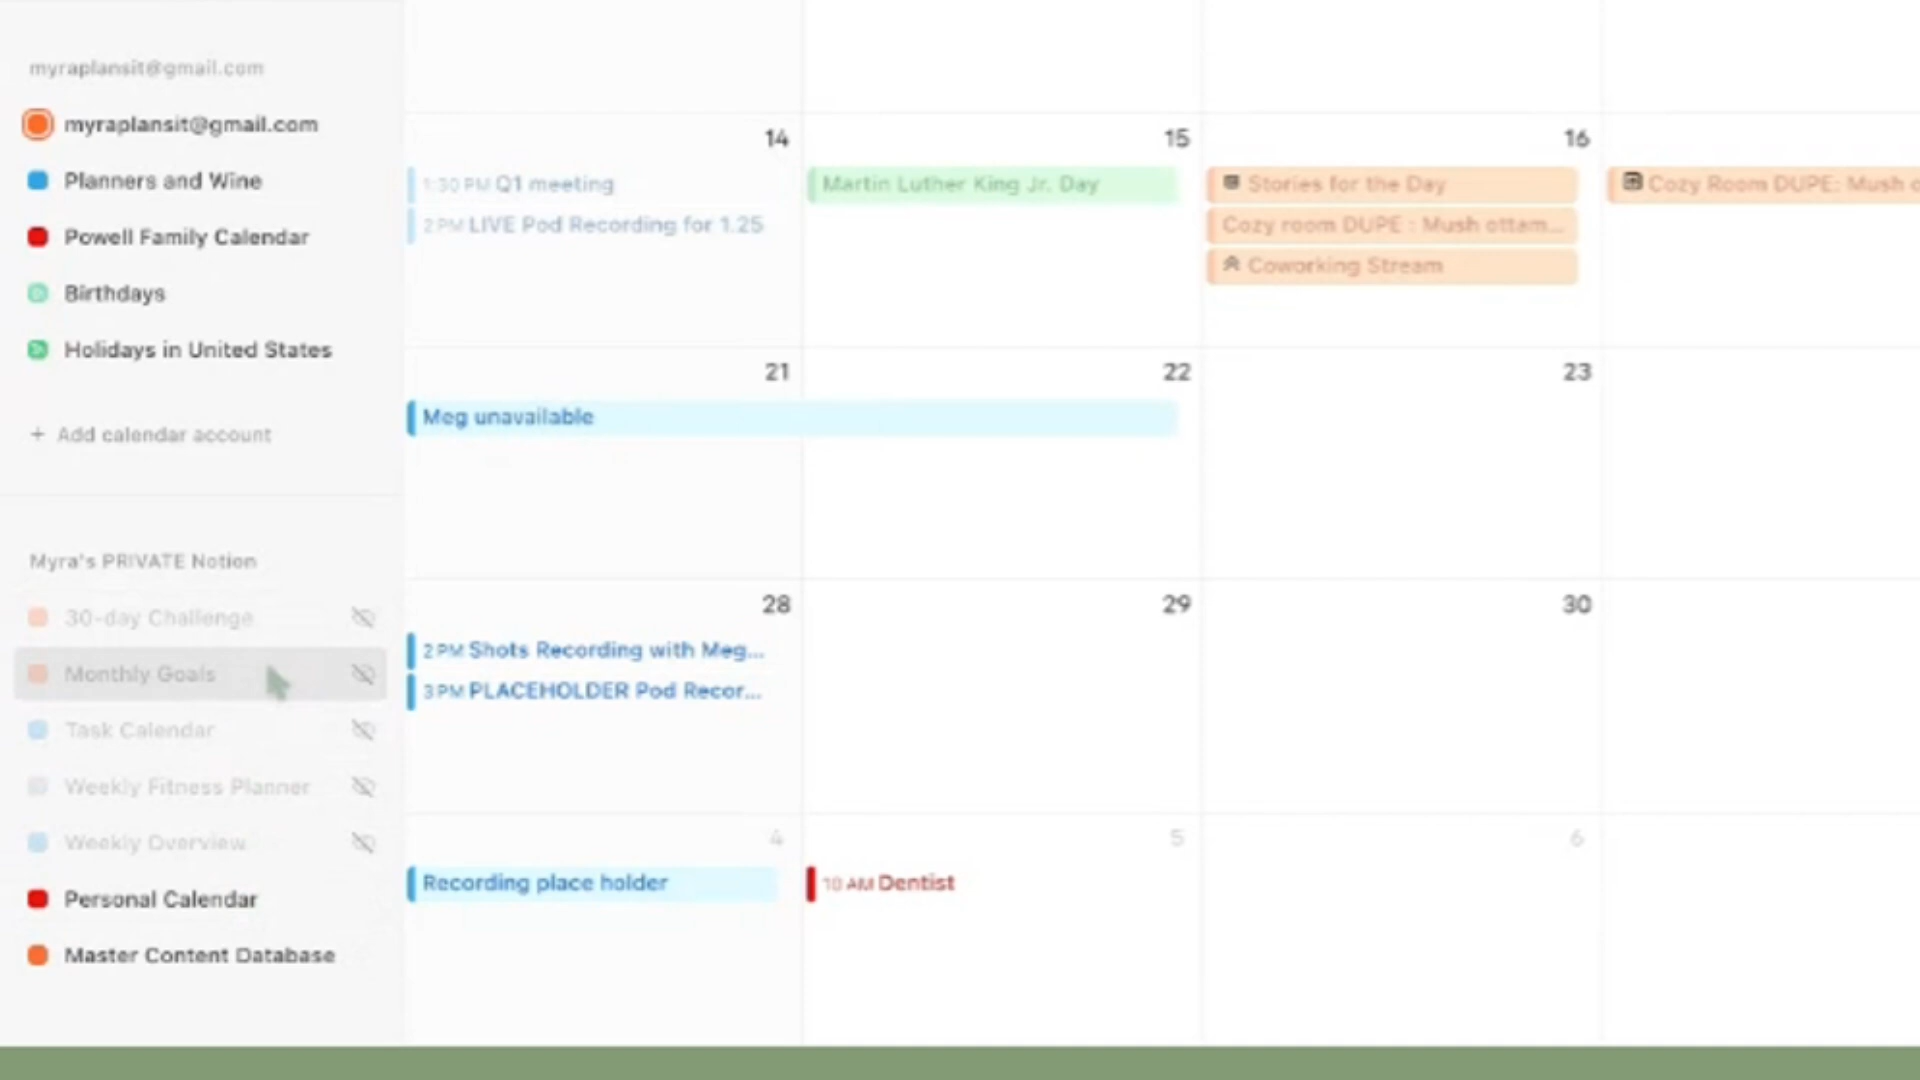 myraplansit@gmail.com
myraplansit@gmail.com
Planners and Wine
Powell Family Calendar
Birthdays
Holidays in United States
+ Add calendar account
Myra's PRIVATE Notion
30-day Challenge
Monthly Goals
Task Calendar
Weekly Fitness Planner
Weekly Overview
Personal Calendar
Master Content Database
14
15
16
1:30 PM Q1 meeting
2 PM LIVE Pod Recording for 1.25
Martin Luther King Jr. Day
Stories for the Day
Cozy room DUPE : Mush ottam...
Coworking Stream
Cozy Room DUPE: Mush
21
22
23
Meg unavailable
28
29
30
2 PM Shots Recording with Meg...
3 PM PLACEHOLDER Pod Recor...
4
5
6
Recording place holder
10 AM Dentist